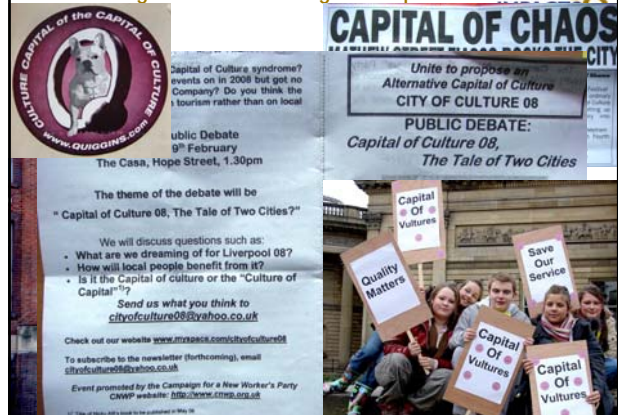 CULTURE CAPITAL of the CAPITAL OF CULTURE
www.QUIGGINS.com
CAPITAL OF CHAOS
CITY
Capital of Culture syndrome?
events on in 2008 but got no
Company? Do you think the
tourism rather than on local
Public Debate
9th February
The Casa, Hope Street, 1.30pm
The theme of the debate will be
" Capital of Culture 08, The Tale of Two Cities?"
We will discuss questions such as:
• What are we dreaming of for Liverpool 08?
• How will local people benefit from it?
• Is it the Capital of culture or the "Culture of
Capital"?
Send us what you think to
cityofculture08@yahoo.co.uk
Check out our website www.myspace.com/cityofculture08
To subscribe to the newsletter (forthcoming), email
cityofculture08@yahoo.co.uk
Event promoted by the Campaign for a New Worker's Party
CNWP website: http://www.cnwp.org.uk
Unite to propose an
Alternative Capital of Culture
CITY OF CULTURE 08
PUBLIC DEBATE:
Capital of Culture 08,
The Tale of Two Cities
Capital
Of
Vultures
Quality
Matters
Save
Our
Service
Capital
Of
Vultures
Capital
Of
Vultures